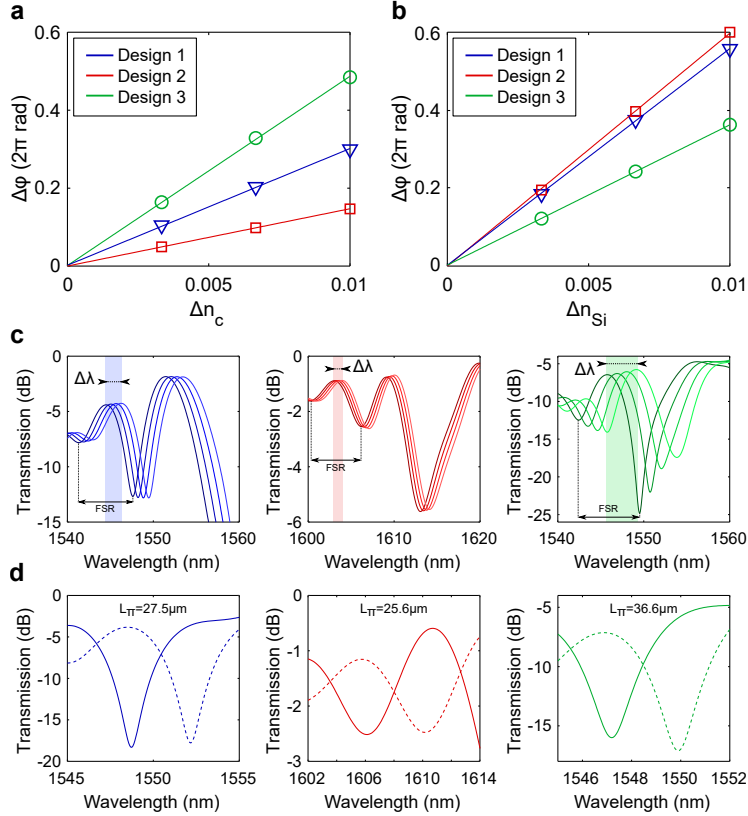 a
0.6
0.4
0.2
0
Δφ (2π rad)
Design 1
Design 2
Design 3
0
0.005
0.01
Δn_c
b
0.6
0.4
0.2
0
Δφ (2π rad)
Design 1
Design 2
Design 3
0
0.005
0.01
Δn_Si
c
0
-5
-10
-15
Transmission (dB)
Δλ
FSR
1540
1550
1560
Wavelength (nm)
0
-2
-4
-6
Transmission (dB)
Δλ
FSR
1600
1610
1620
Wavelength (nm)
-5
-10
-15
-20
-25
Transmission (dB)
Δλ
FSR
1540
1550
1560
Wavelength (nm)
d
0
-5
-10
-15
-20
Transmission (dB)
L_π=27.5µm
1545
1550
1555
Wavelength (nm)
0
-1
-2
-3
Transmission (dB)
L_π=25.6µm
1602
1606
1610
1614
Wavelength (nm)
-5
-10
-15
Transmission (dB)
L_π=36.6µm
1546
1548
1550
1552
Wavelength (nm)